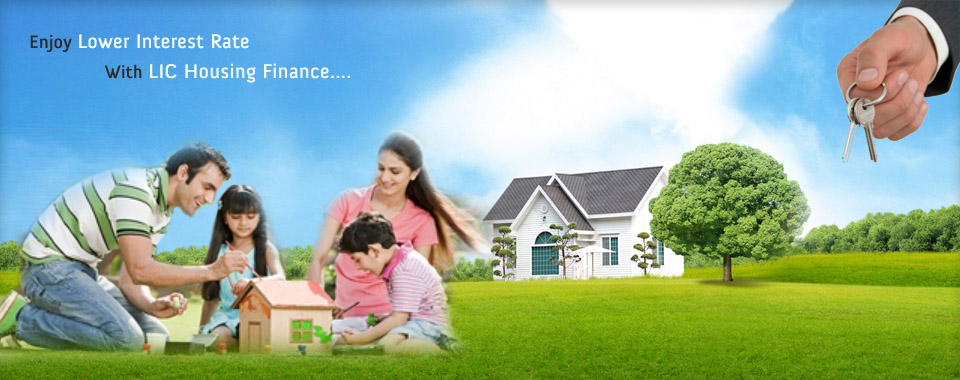 Enjoy Lower Interest Rate
With LIC Housing Finance....